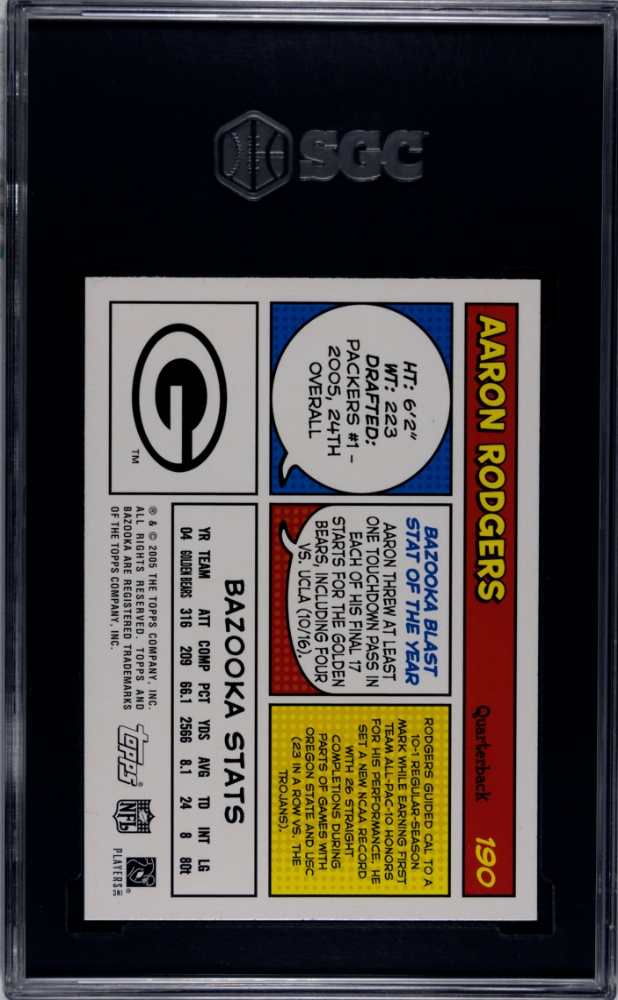 SGC
AARON RODGERS
Quarterback
190
HT: 6'2"
WT: 223
DRAFTED:
PACKERS #1 -
2005, 24TH
OVERALL
BAZOOKA BLAST
STAT OF THE YEAR
AARON THREW AT LEAST
ONE TOUCHDOWN PASS IN
EACH OF HIS FINAL 17
STARTS FOR THE GOLDEN
BEARS, INCLUDING FOUR
VS. UCLA (10/16).
RODGERS GUIDED CAL TO A
10-1 REGULAR-SEASON
MARK WHILE EARNING FIRST
TEAM ALL-PAC-10 HONORS
FOR HIS PERFORMANCE. HE
SET A NEW NCAA RECORD
WITH 26 STRAIGHT
COMPLETIONS DURING
PARTS OF GAMES WITH
OREGON STATE AND USC
(23 IN A ROW VS. THE
TROJANS).
G
TM
BAZOOKA STATS
YR TEAM ATT COMP PCT YDS AVG TD INT LG
04 GOLDEN BEARS 316 209 66.1 2566 8.1 24 8 80t
® & © 2005 THE TOPPS COMPANY, INC.
ALL RIGHTS RESERVED. TOPPS AND
BAZOOKA ARE REGISTERED TRADEMARKS
OF THE TOPPS COMPANY, INC.
Topps®
NFL
PLAYERS INC